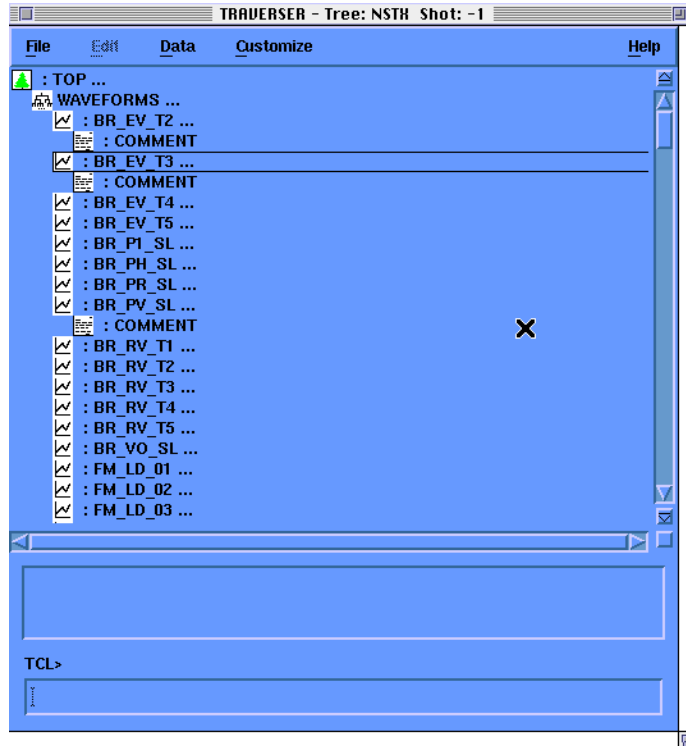 TRAVERSER - Tree: NSTX Shot: -1
File Edit Data Customize Help
: TOP ...
WAVEFORMS ...
: BR_EV_T2 ...
: COMMENT
: BR_EV_T3 ...
: COMMENT
: BR_EV_T4 ...
: BR_EV_T5 ...
: BR_P1_SL ...
: BR_PH_SL ...
: BR_PR_SL ...
: BR_PV_SL ...
: COMMENT
: BR_RV_T1 ...
: BR_RV_T2 ...
: BR_RV_T3 ...
: BR_RV_T4 ...
: BR_RV_T5 ...
: BR_VO_SL ...
: FM_LD_01 ...
: FM_LD_02 ...
: FM_LD_03 ...
TCL>